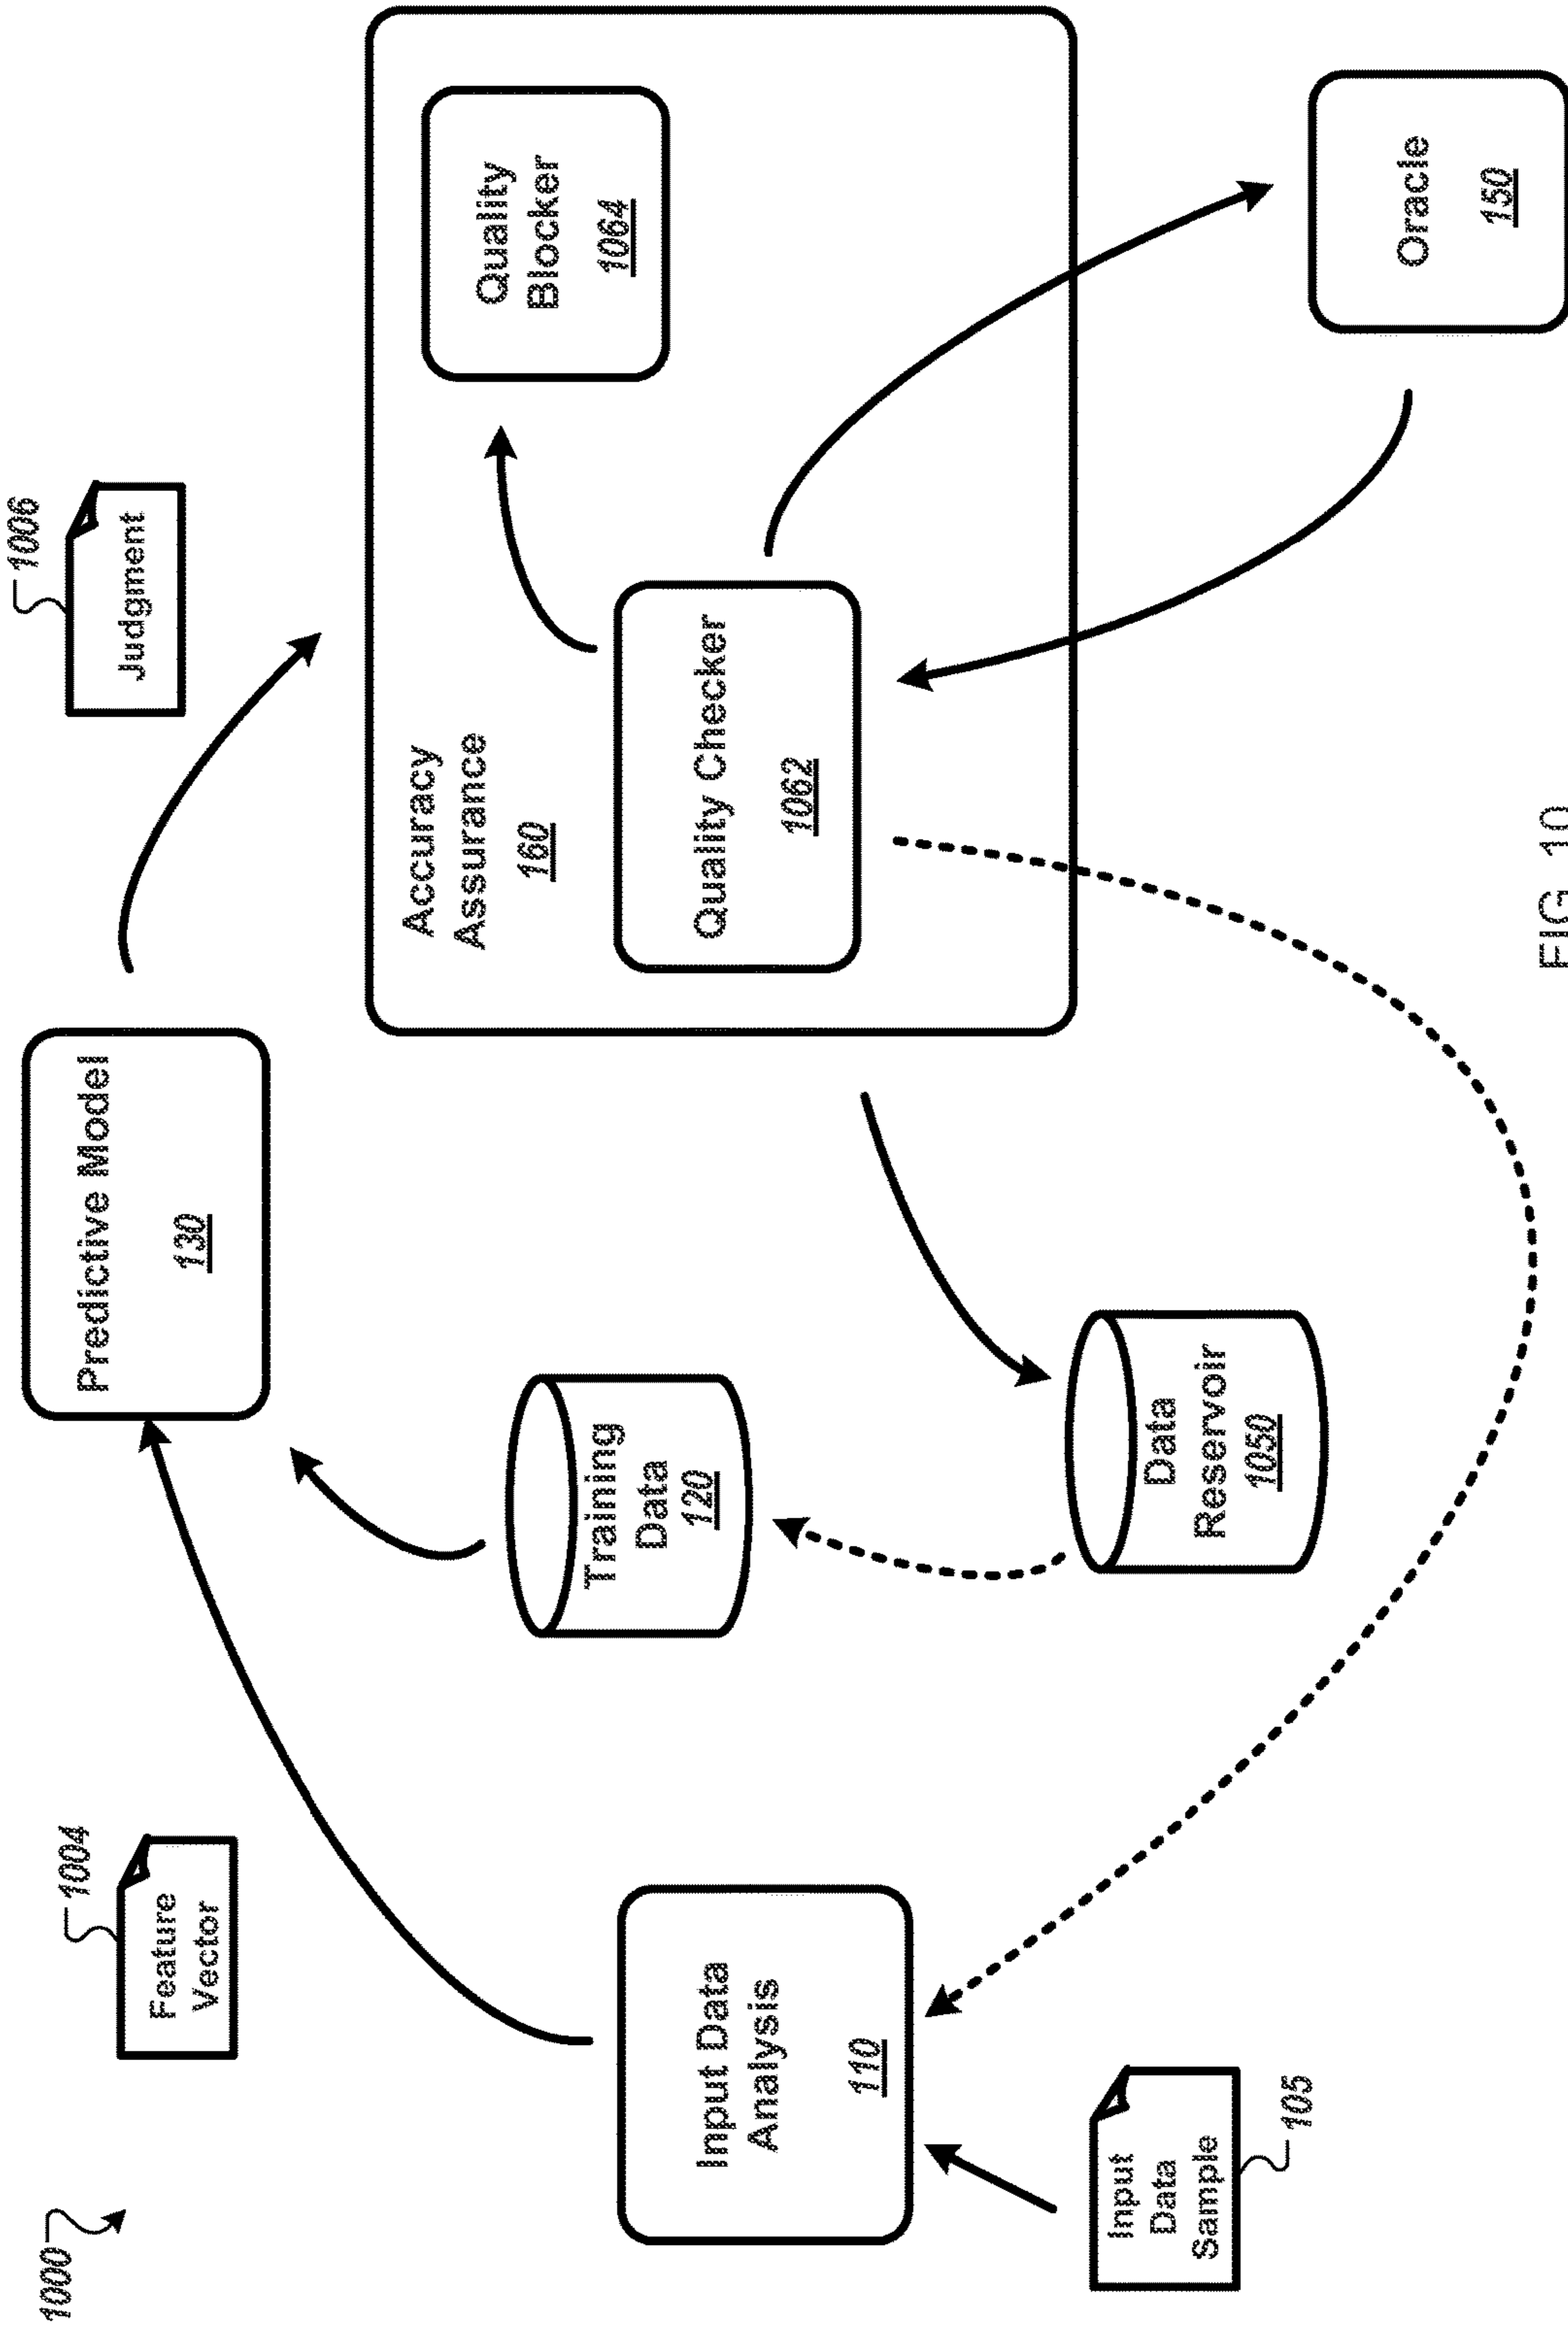 1000
1004
Feature
Vector
Predictive Model
130
1006
Judgment
Accuracy
Assurance
160
Quality
Blocker
1064
Training
Data
120
Input Data
Analysis
110
Quality Checker
1062
Input
Data
Sample
105
Data
Reservoir
1050
Oracle
150
FIG. 10